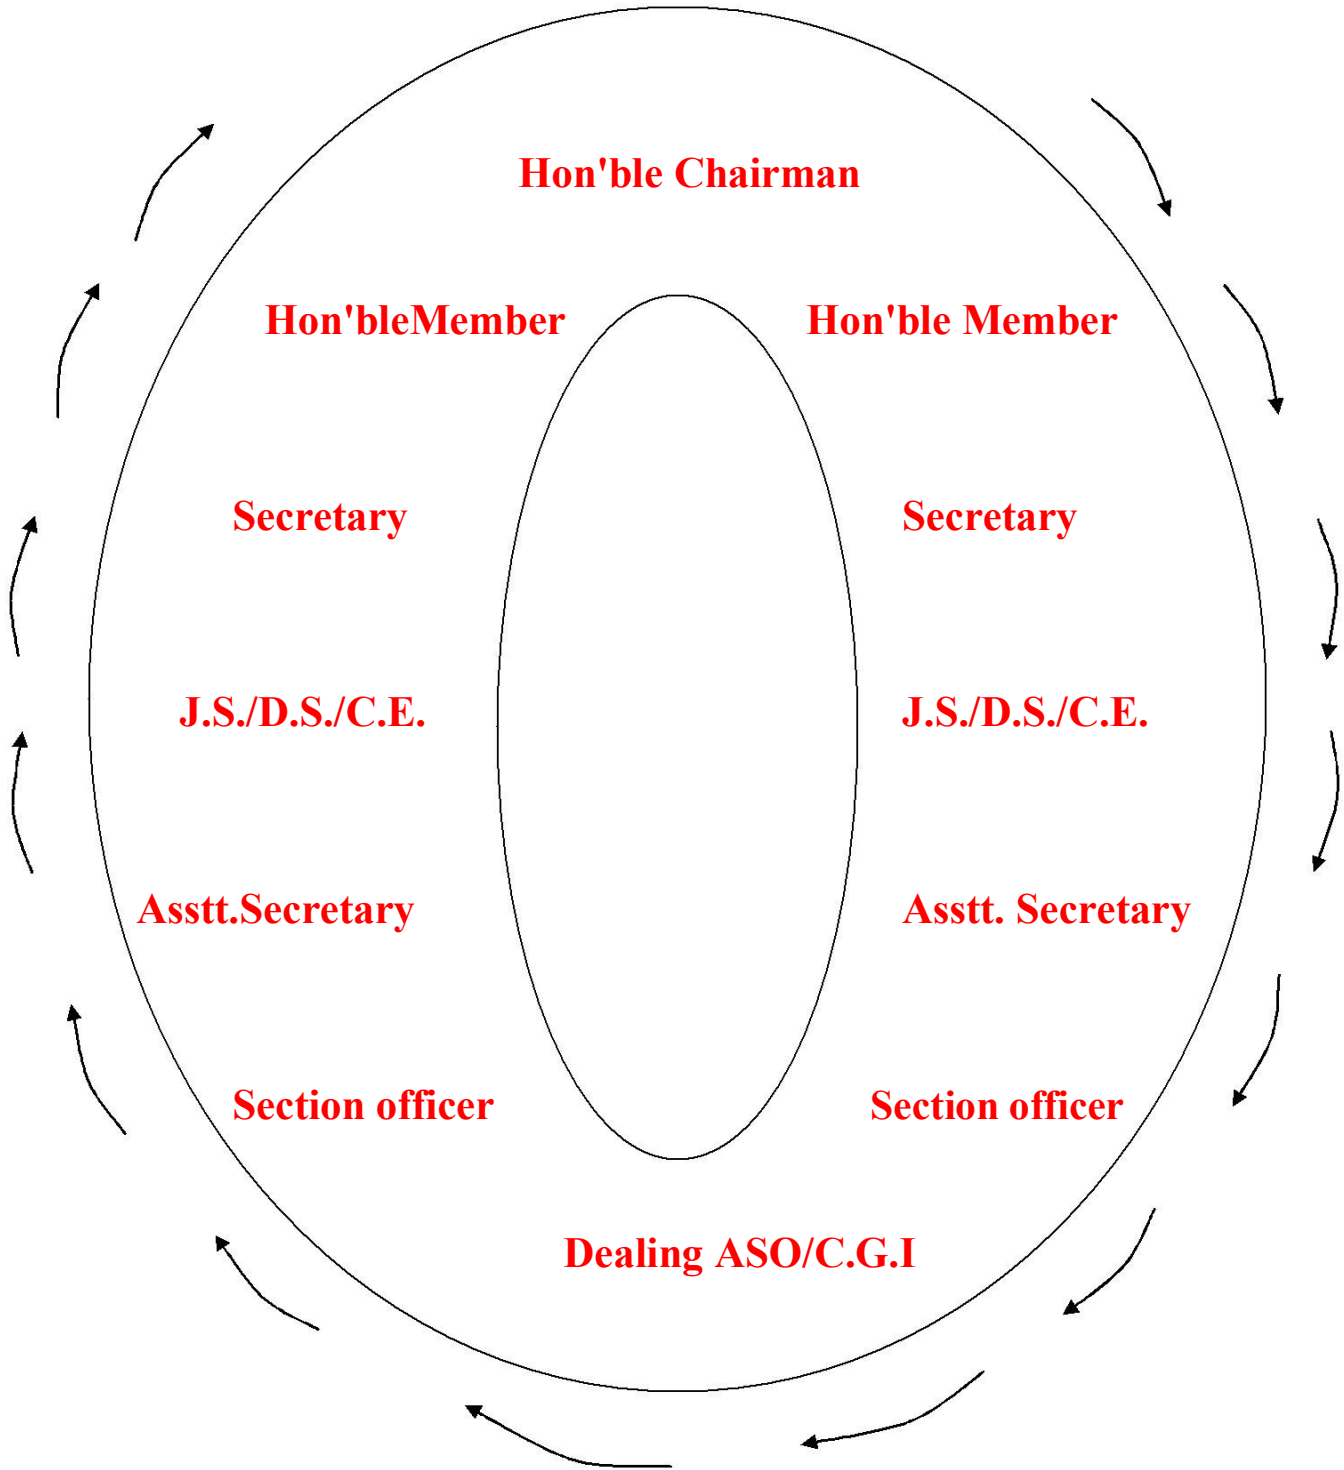 Hon'ble Chairman
Hon'bleMember Hon'ble Member
Secretary Secretary
J.S./D.S./C.E. J.S./D.S./C.E.
Asstt.Secretary Asstt. Secretary
Section officer Section officer
Dealing ASO/C.G.I